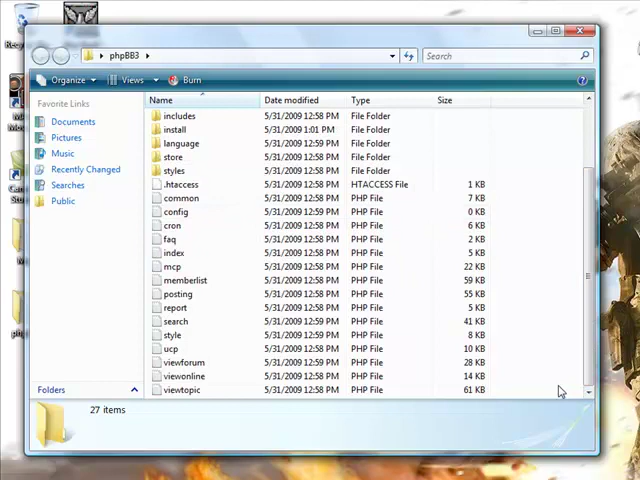 phpBB3
Search
Organize Views Burn
Favorite Links
Documents
Pictures
Music
Recently Changed
Searches
Public
Folders
Name Date modified Type Size
includes 5/31/2009 12:58 PM File Folder
install 5/31/2009 1:01 PM File Folder
language 5/31/2009 12:59 PM File Folder
store 5/31/2009 12:58 PM File Folder
styles 5/31/2009 12:58 PM File Folder
.htaccess 5/31/2009 12:58 PM HTACCESS File 1 KB
common 5/31/2009 12:58 PM PHP File 7 KB
config 5/31/2009 12:59 PM PHP File 0 KB
cron 5/31/2009 12:58 PM PHP File 6 KB
faq 5/31/2009 12:58 PM PHP File 2 KB
index 5/31/2009 12:58 PM PHP File 5 KB
mcp 5/31/2009 12:58 PM PHP File 22 KB
memberlist 5/31/2009 12:58 PM PHP File 59 KB
posting 5/31/2009 12:58 PM PHP File 55 KB
report 5/31/2009 12:58 PM PHP File 5 KB
search 5/31/2009 12:59 PM PHP File 41 KB
style 5/31/2009 12:59 PM PHP File 8 KB
ucp 5/31/2009 12:58 PM PHP File 10 KB
viewforum 5/31/2009 12:59 PM PHP File 28 KB
viewonline 5/31/2009 12:58 PM PHP File 14 KB
viewtopic 5/31/2009 12:58 PM PHP File 61 KB
27 items